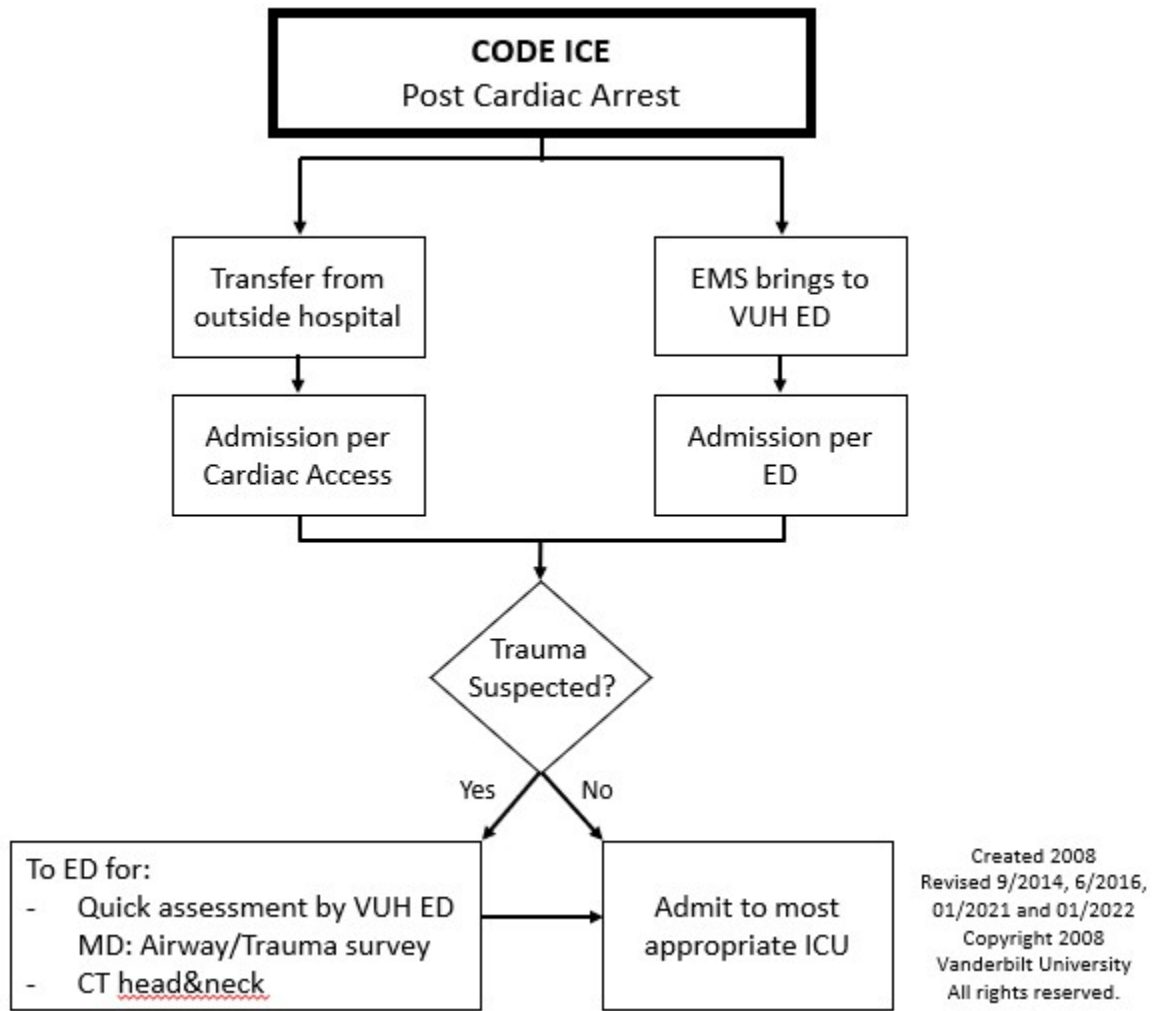 CODE ICE
Post Cardiac Arrest
Transfer from
outside hospital
EMS brings to
VUH ED
Admission per
Cardiac Access
Admission per
ED
Trauma
Suspected?
Yes
No
To ED for:
- Quick assessment by VUH ED
MD: Airway/Trauma survey
- CT head&neck
Admit to most
appropriate ICU
Created 2008
Revised 9/2014, 6/2016,
01/2021 and 01/2022
Copyright 2008
Vanderbilt University
All rights reserved.